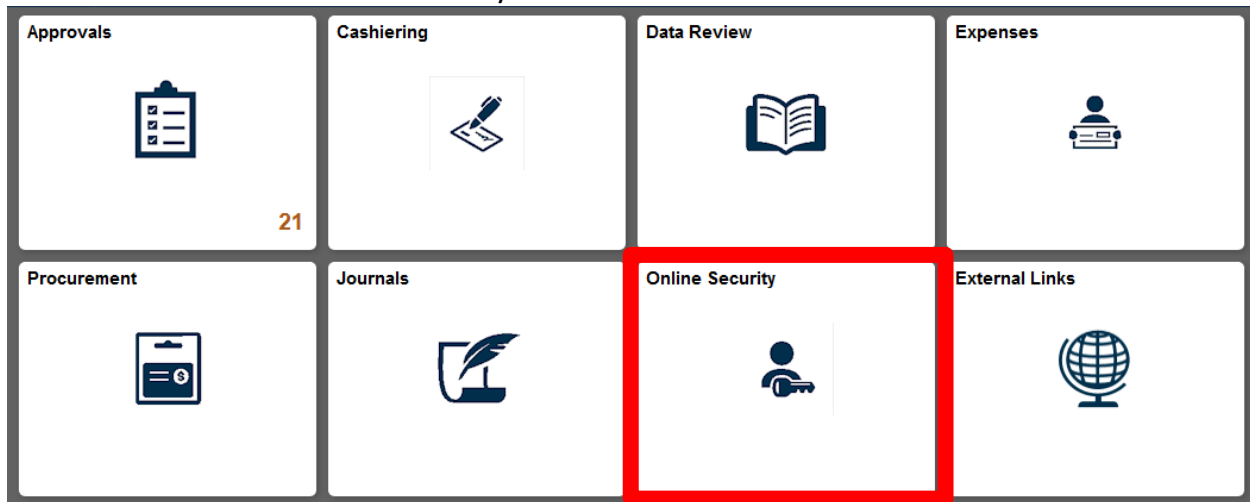 Approvals
Cashiering
Data Review
Expenses
21
Procurement
Journals
Online Security
External Links